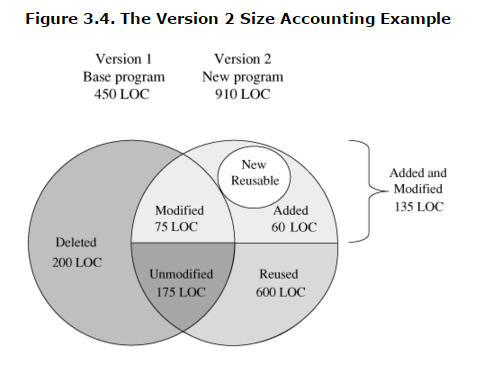 Figure 3.4. The Version 2 Size Accounting Example
Version 1
Base program
450 LOC
Version 2
New program
910 LOC
New
Reusable
Added and
Modified
135 LOC
Modified
75 LOC
Added
60 LOC
Deleted
200 LOC
Unmodified
175 LOC
Reused
600 LOC